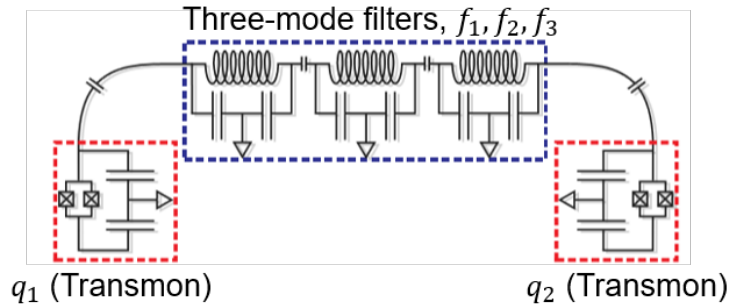 Three-mode filters, f₁, f₂, f₃
q₁ (Transmon)
q₂ (Transmon)